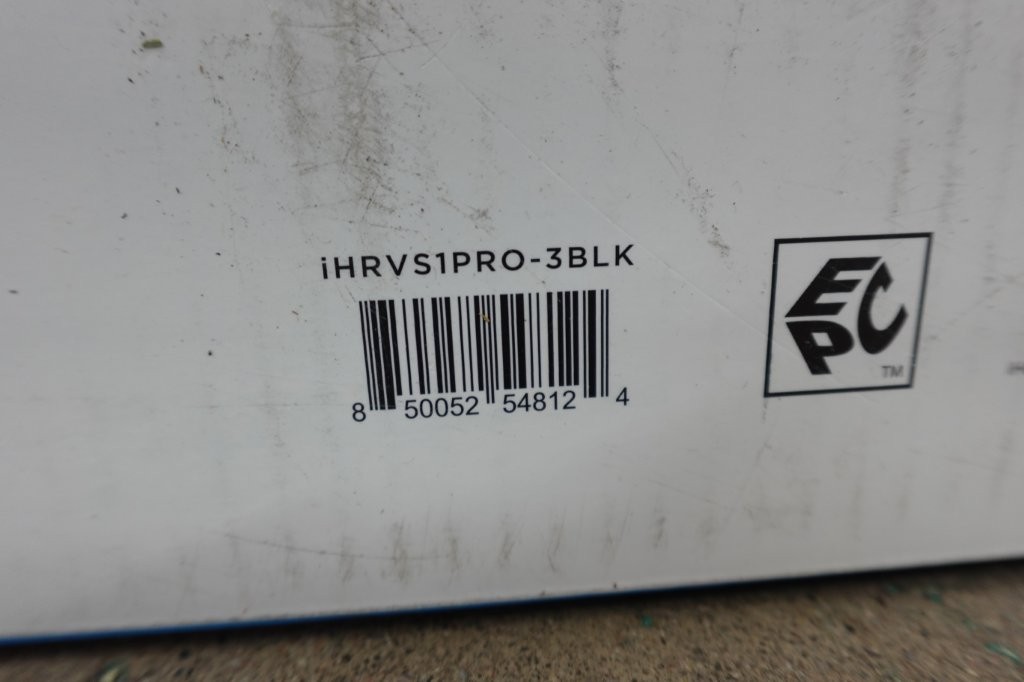 iHRVS1PRO-3BLK
8 50052 54812 4
EPC
TM